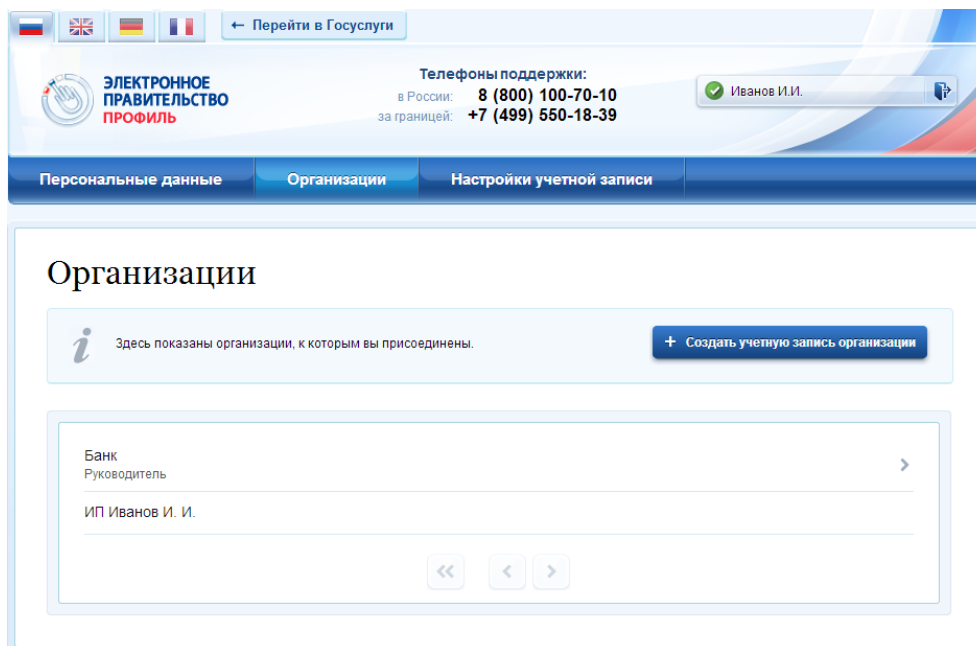 ← Перейти в Госуслуги
ЭЛЕКТРОННОЕ
ПРАВИТЕЛЬСТВО
ПРОФИЛЬ
Телефоны поддержки:
в России: 8 (800) 100-70-10
за границей: +7 (499) 550-18-39
Иванов И.И.
Персональные данные Организации Настройки учетной записи
Организации
Здесь показаны организации, к которым вы присоединены.
+ Создать учетную запись организации
Банк
Руководитель
ИП Иванов И. И.